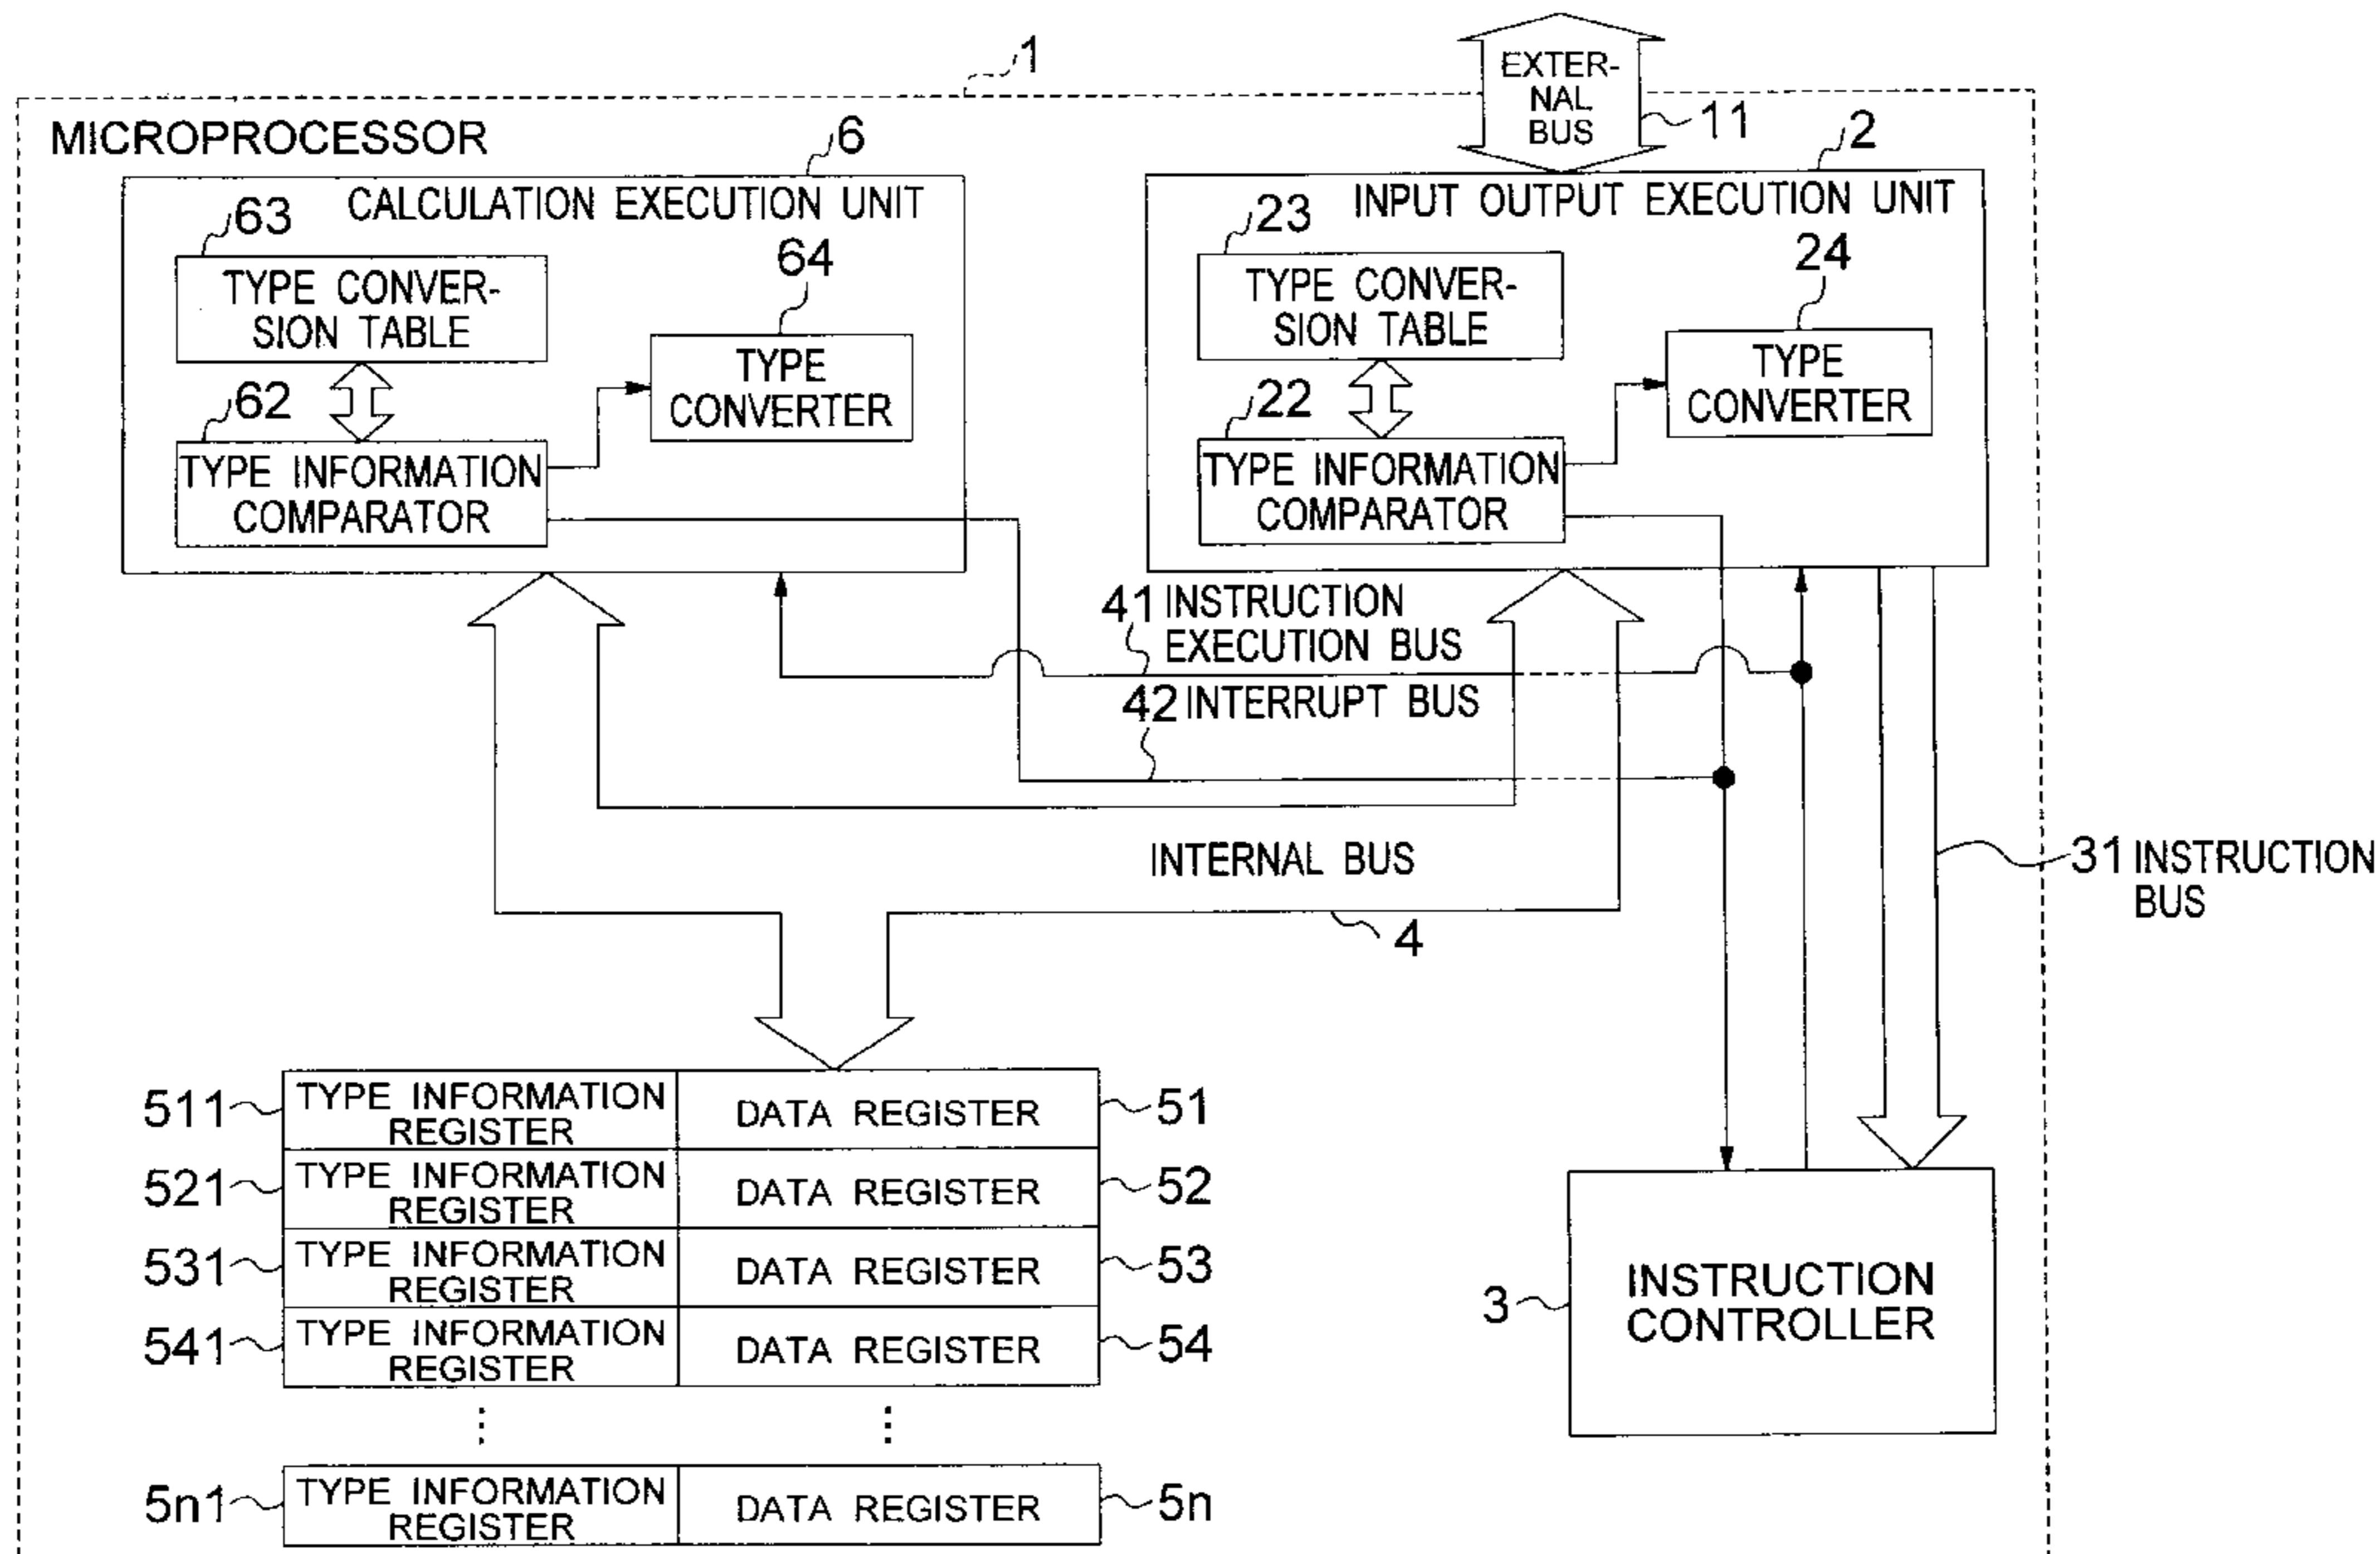 1
EXTER-
NAL
BUS
11
MICROPROCESSOR
6
CALCULATION EXECUTION UNIT
63
TYPE CONVER-
SION TABLE
64
TYPE
CONVERTER
62
TYPE INFORMATION
COMPARATOR
2
INPUT OUTPUT EXECUTION UNIT
23
TYPE CONVER-
SION TABLE
24
TYPE
CONVERTER
22
TYPE INFORMATION
COMPARATOR
41 INSTRUCTION
EXECUTION BUS
42 INTERRUPT BUS
INTERNAL BUS
4
31 INSTRUCTION
BUS
511
TYPE INFORMATION
REGISTER
DATA REGISTER
51
521
TYPE INFORMATION
REGISTER
DATA REGISTER
52
531
TYPE INFORMATION
REGISTER
DATA REGISTER
53
541
TYPE INFORMATION
REGISTER
DATA REGISTER
54
⋮ ⋮
5n1
TYPE INFORMATION
REGISTER
DATA REGISTER
5n
3
INSTRUCTION
CONTROLLER